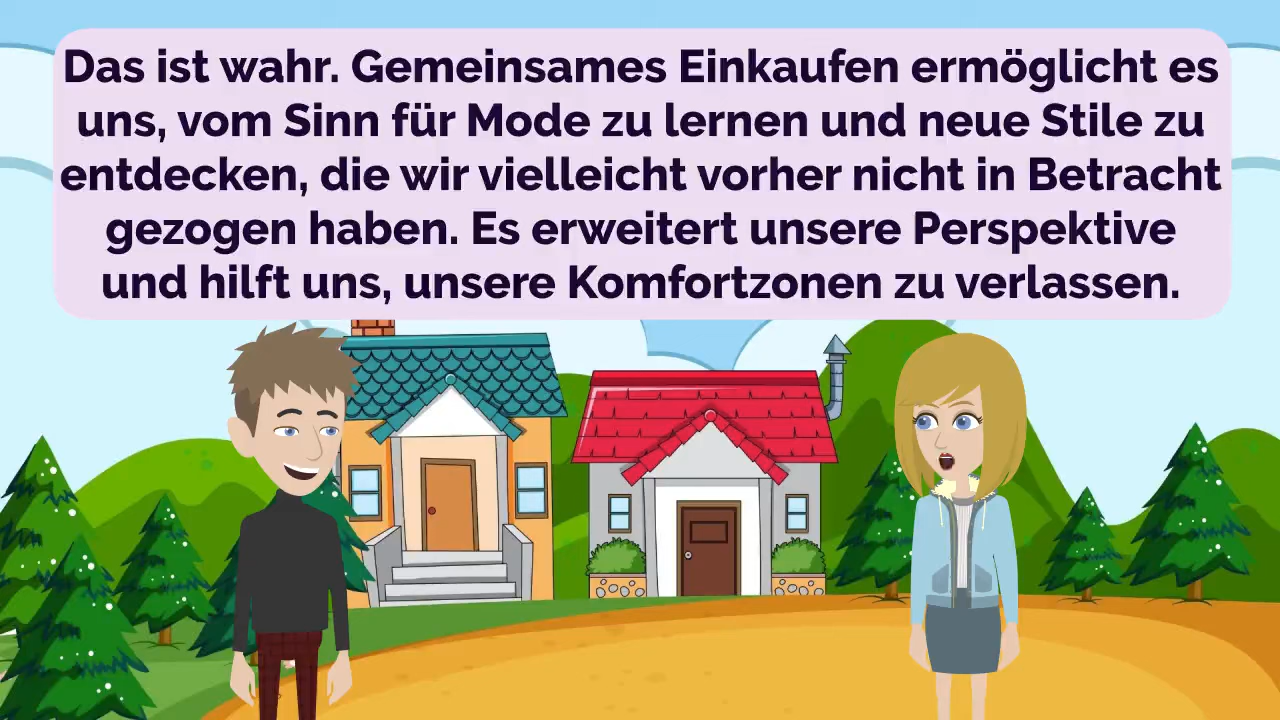 Das ist wahr. Gemeinsames Einkaufen ermöglicht es
uns, vom Sinn für Mode zu lernen und neue Stile zu
entdecken, die wir vielleicht vorher nicht in Betracht
gezogen haben. Es erweitert unsere Perspektive
und hilft uns, unsere Komfortzonen zu verlassen.